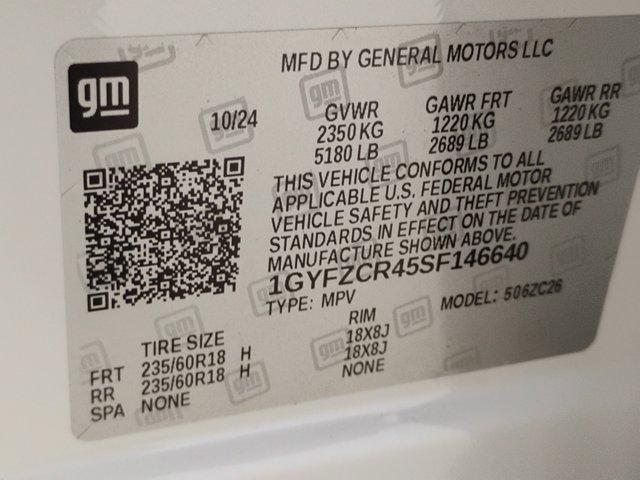 gm
MFD BY GENERAL MOTORS LLC
10/24
GVWR GAWR FRT GAWR RR
2350 KG 1220 KG 1220 KG
5180 LB 2689 LB 2689 LB
THIS VEHICLE CONFORMS TO ALL
APPLICABLE U.S. FEDERAL MOTOR
VEHICLE SAFETY AND THEFT PREVENTION
STANDARDS IN EFFECT ON THE DATE OF
MANUFACTURE SHOWN ABOVE.
1GYFZCR45SF146640
TYPE: MPV MODEL: 506ZC26
TIRE SIZE RIM
FRT 235/60R18 H 18X8J
RR 235/60R18 H 18X8J
SPA NONE NONE